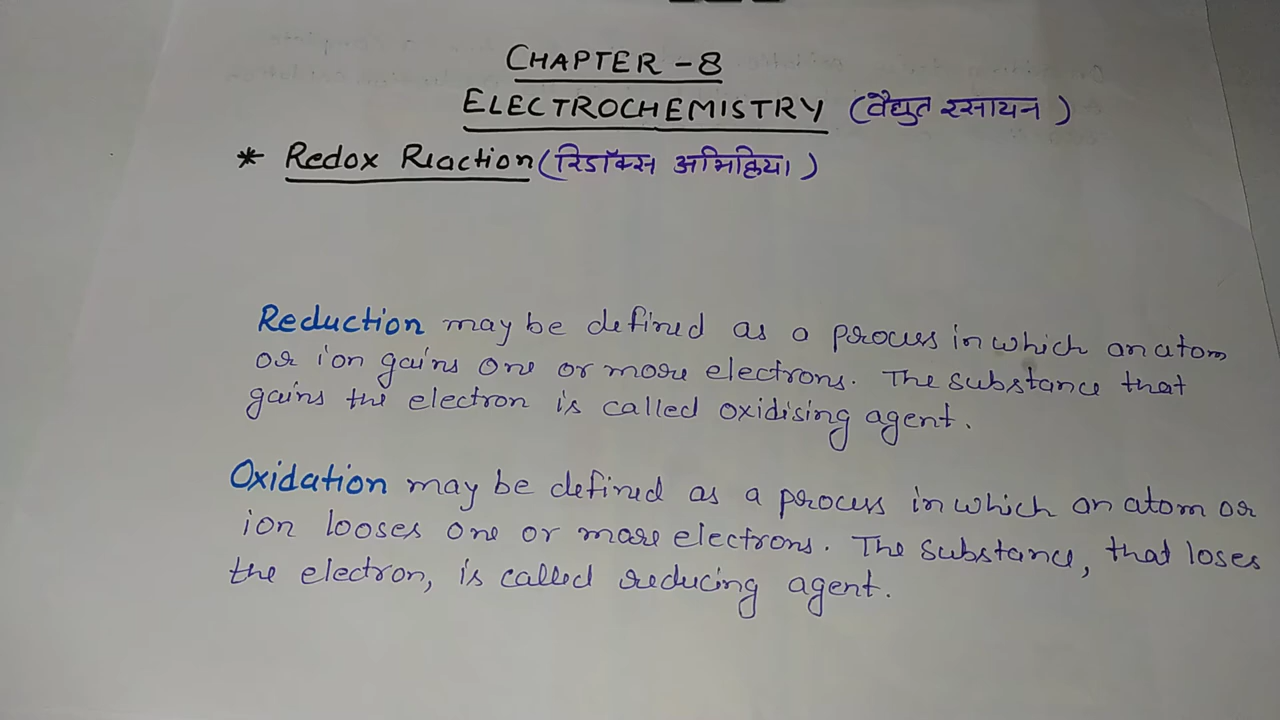 CHAPTER - 8
ELECTROCHEMISTRY (वैद्युत रसायन)
* Redox Reaction (रिडॉक्स अभिक्रिया)
Reduction may be defined as a process in which an atom
or ion gains one or more electrons. The substance that
gains the electron is called oxidising agent.
Oxidation may be defined as a process in which an atom or
ion looses one or more electrons. The substance, that loses
the electron, is called reducing agent.